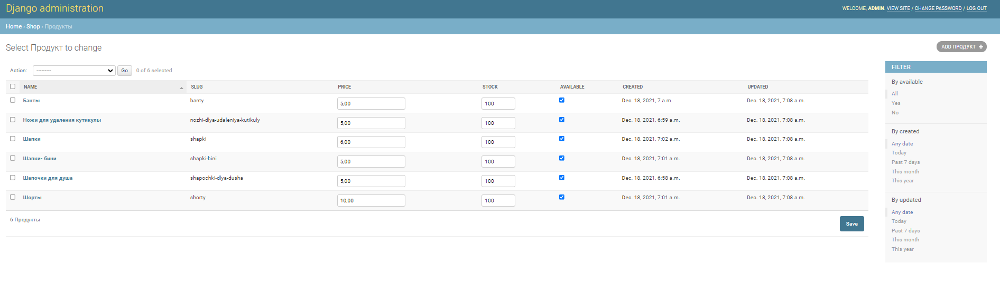 Django administration
WELCOME, ADMIN. VIEW SITE / CHANGE PASSWORD / LOG OUT
Home › Shop › Продукты
Select Продукт to change
ADD ПРОДУКТ +
Action: --------- Go 0 of 6 selected
NAME SLUG PRICE STOCK AVAILABLE CREATED UPDATED
Банты banty 5,00 100 Dec. 18, 2021, 7 a.m. Dec. 18, 2021, 7:08 a.m.
Ножи для удаления кутикулы nozhi-dlya-udaleniya-kutikuly 5,00 100 Dec. 18, 2021, 6:59 a.m. Dec. 18, 2021, 7:08 a.m.
Шапки shapki 6,00 100 Dec. 18, 2021, 7:02 a.m. Dec. 18, 2021, 7:08 a.m.
Шапки- бини shapki-bini 5,00 100 Dec. 18, 2021, 7:01 a.m. Dec. 18, 2021, 7:08 a.m.
Шапочки для душа shapochki-dlya-dusha 5,00 100 Dec. 18, 2021, 6:58 a.m. Dec. 18, 2021, 7:08 a.m.
Шорты shorty 10,00 100 Dec. 18, 2021, 7:01 a.m. Dec. 18, 2021, 7:08 a.m.
6 Продукты
Save
FILTER
By available
All
Yes
No
By created
Any date
Today
Past 7 days
This month
This year
By updated
Any date
Today
Past 7 days
This month
This year